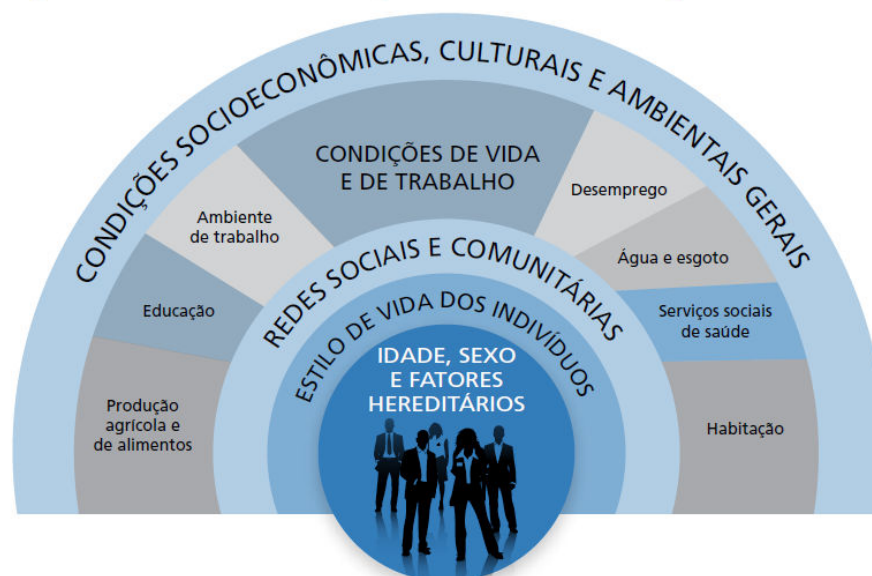 CONDIÇÕES SOCIOECONÔMICAS, CULTURAIS E AMBIENTAIS GERAIS
CONDIÇÕES DE VIDA
E DE TRABALHO
Ambiente
de trabalho
Educação
Produção
agrícola e
de alimentos
Desemprego
Água e esgoto
Serviços sociais
de saúde
Habitação
REDES SOCIAIS E COMUNITÁRIAS
ESTILO DE VIDA DOS INDIVÍDUOS
IDADE, SEXO
E FATORES
HEREDITÁRIOS